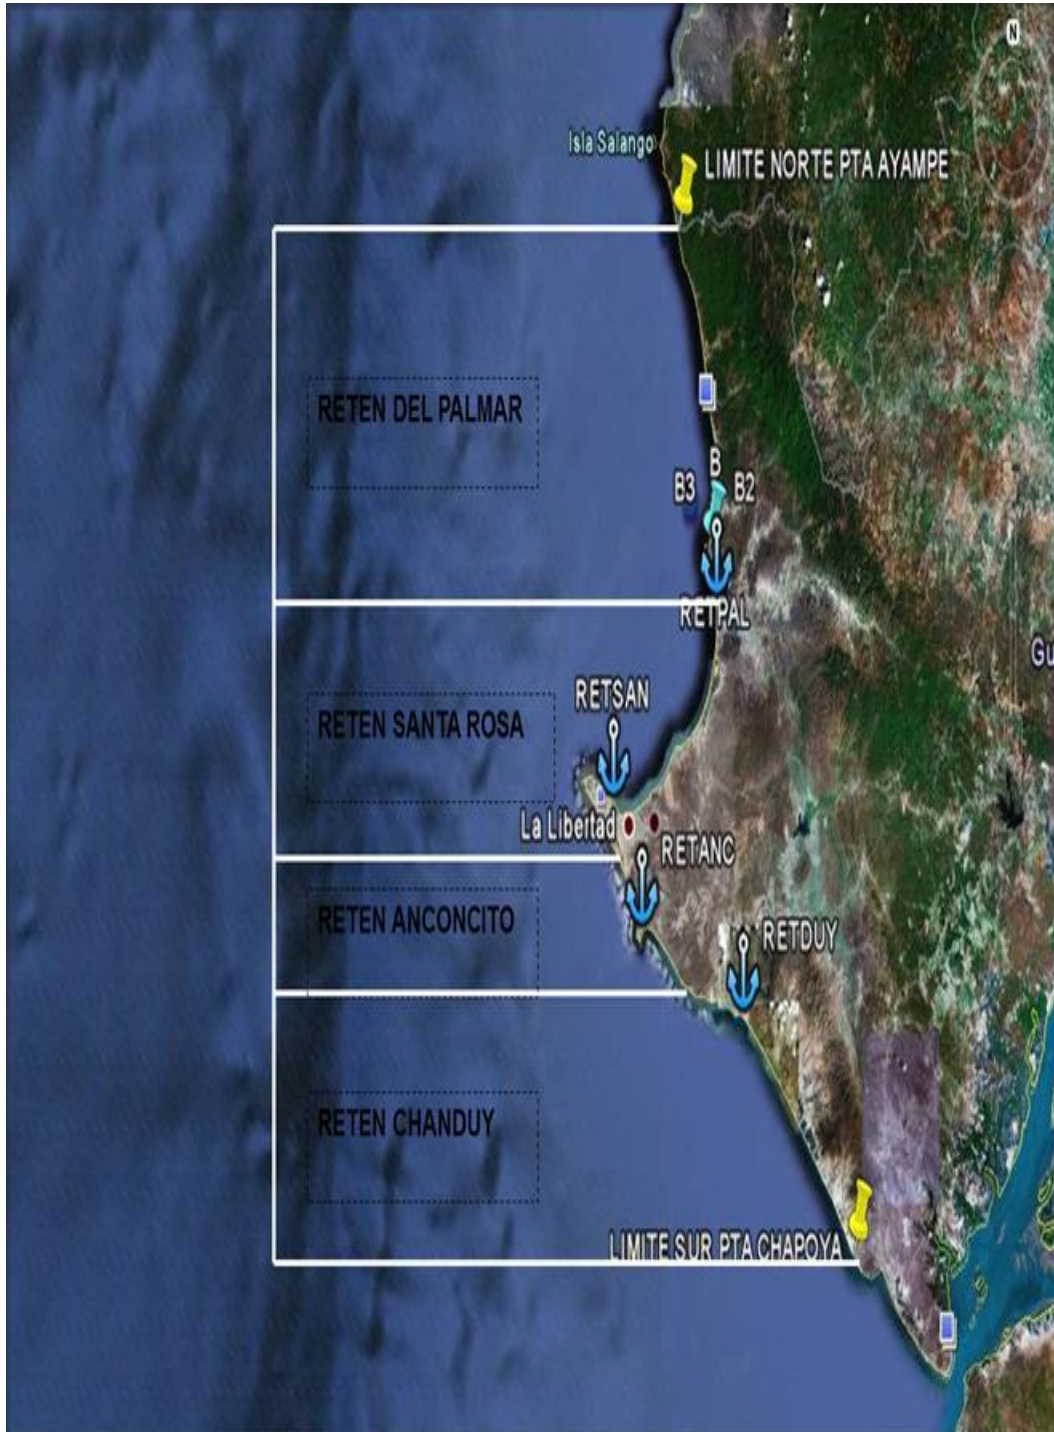 N
Isla Salango
LIMITE NORTE PTA AYAMPE
RETEN DEL PALMAR
B
B3
B2
RETPAL
RETSAN
RETEN SANTA ROSA
La Libertad
RETANC
RETEN ANCONCITO
RETDUY
RETEN CHANDUY
LIMITE SUR PTA CHAPOYA